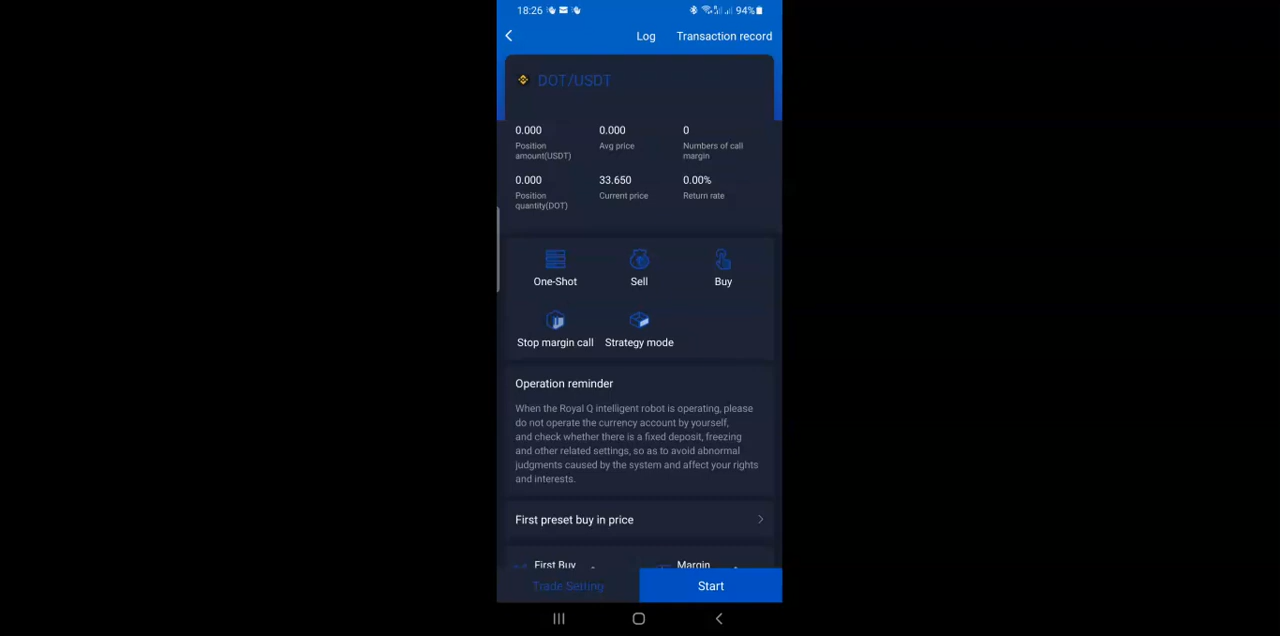 18:26 94%
Log Transaction record
DOT/USDT
0.000 0.000 0
Position Avg price Numbers of call
amount(USDT) margin
0.000 33.650 0.00%
Position Current price Return rate
quantity(DOT)
One-Shot Sell Buy
Stop margin call Strategy mode
Operation reminder
When the Royal Q intelligent robot is operating, please
do not operate the currency account by yourself,
and check whether there is a fixed deposit, freezing
and other related settings, so as to avoid abnormal
judgments caused by the system and affect your rights
and interests.
First preset buy in price
First Buy Margin
Trade Setting Start